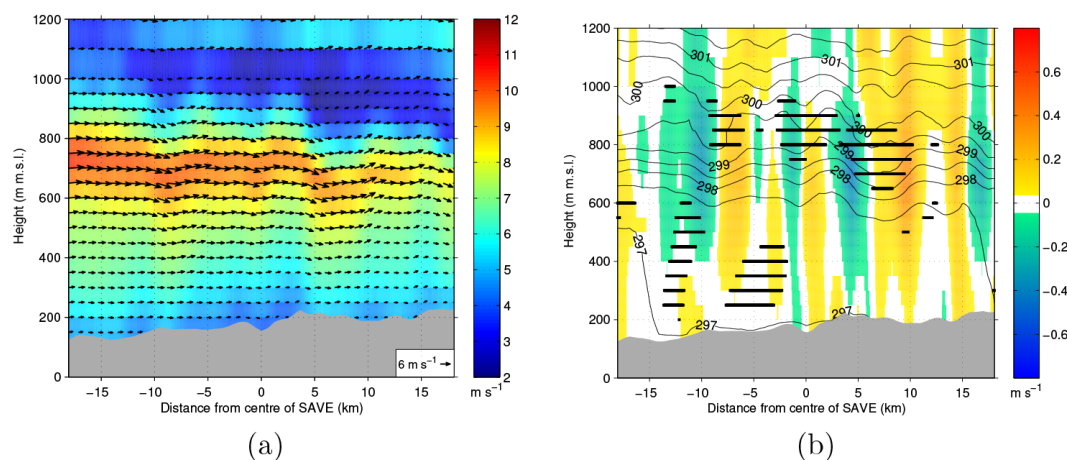 1200
1000
800
600
400
200
0
Height (m m.s.l.)
−15 −10 −5 0 5 10 15
Distance from centre of SAVE (km)
6 m s⁻¹
12
11
10
9
8
7
6
5
4
3
2
m s⁻¹
(a)
1200
1000
800
600
400
200
0
Height (m m.s.l.)
301 301
300 300 300 300
299 299 299
298 298 298
297
297 297
−15 −10 −5 0 5 10 15
Distance from centre of SAVE (km)
0.6
0.4
0.2
0
−0.2
−0.4
−0.6
m s⁻¹
(b)